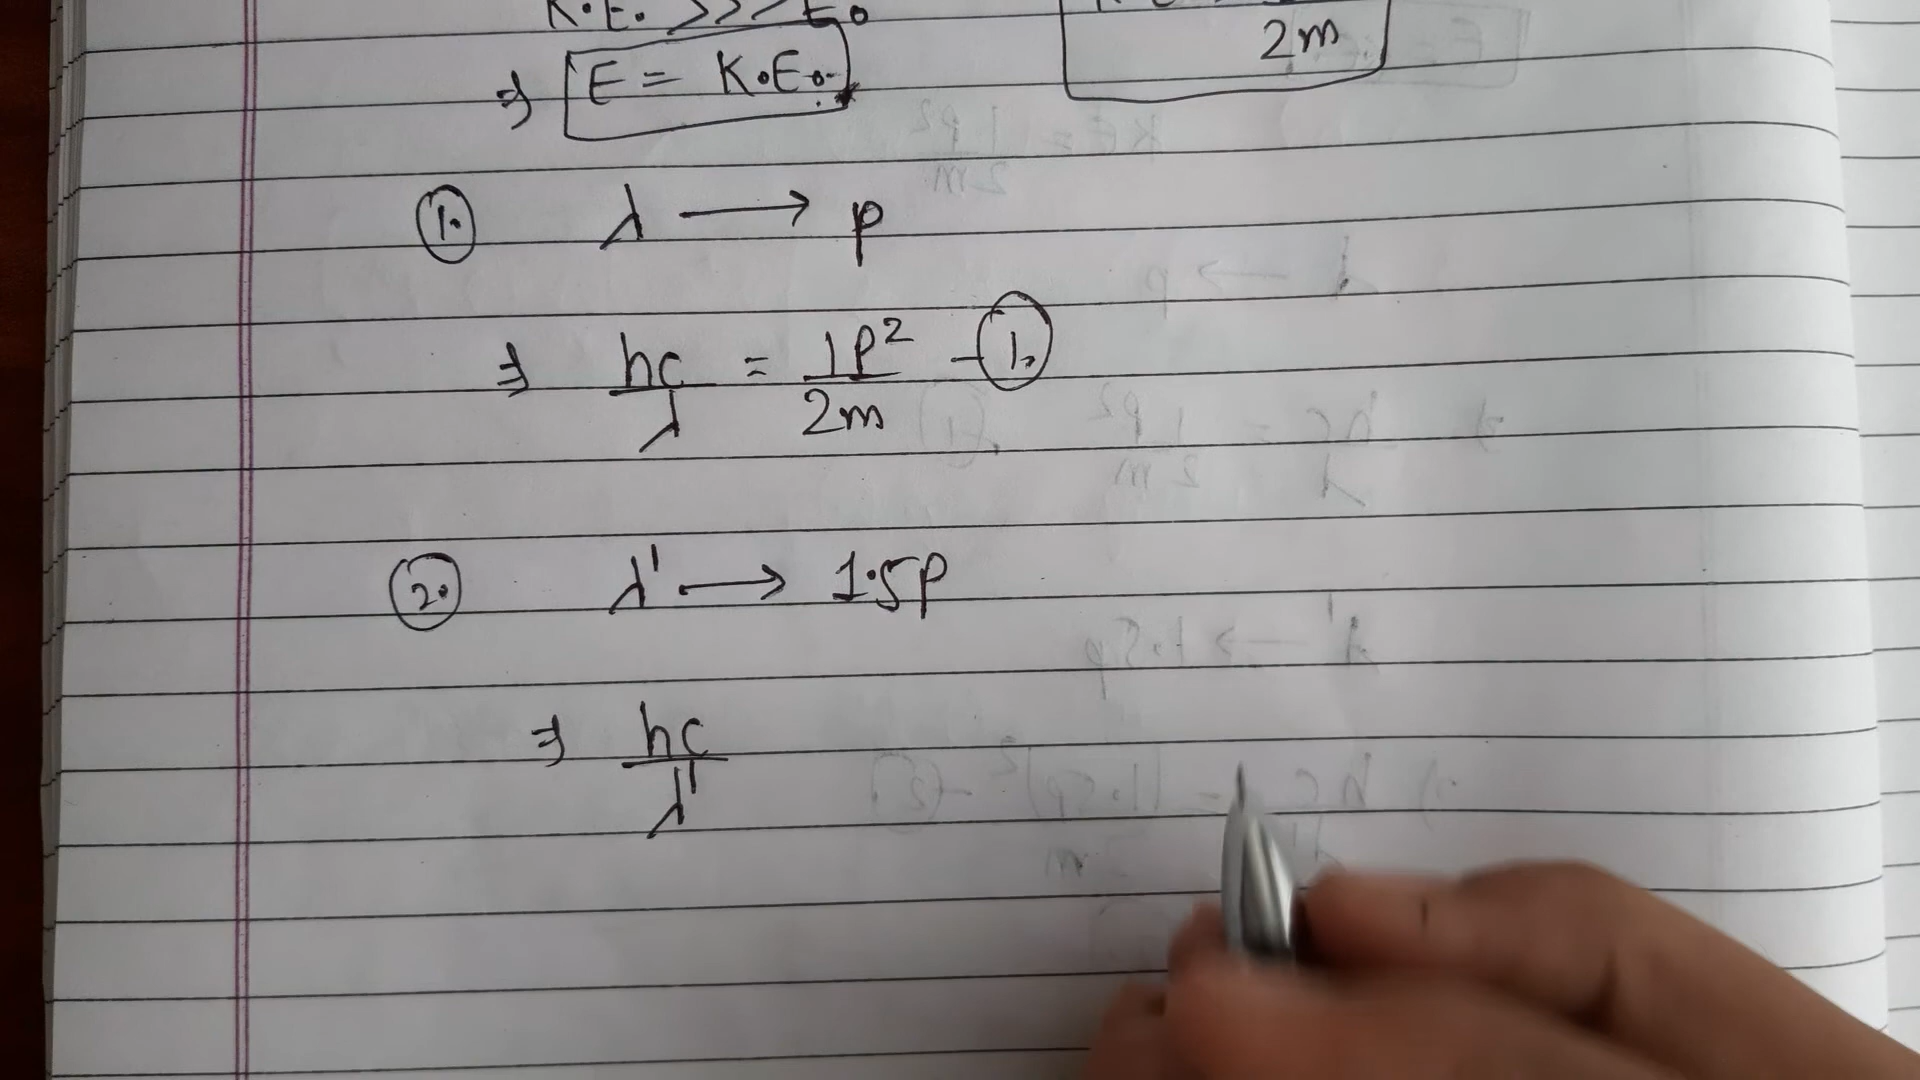 K.E. >>> E₀
2m
⇒ E = K.E.
1. λ → p
⇒ hc/λ = 1P²/2m - 1.
2. λ' → 1.5P
⇒ hc/λ'